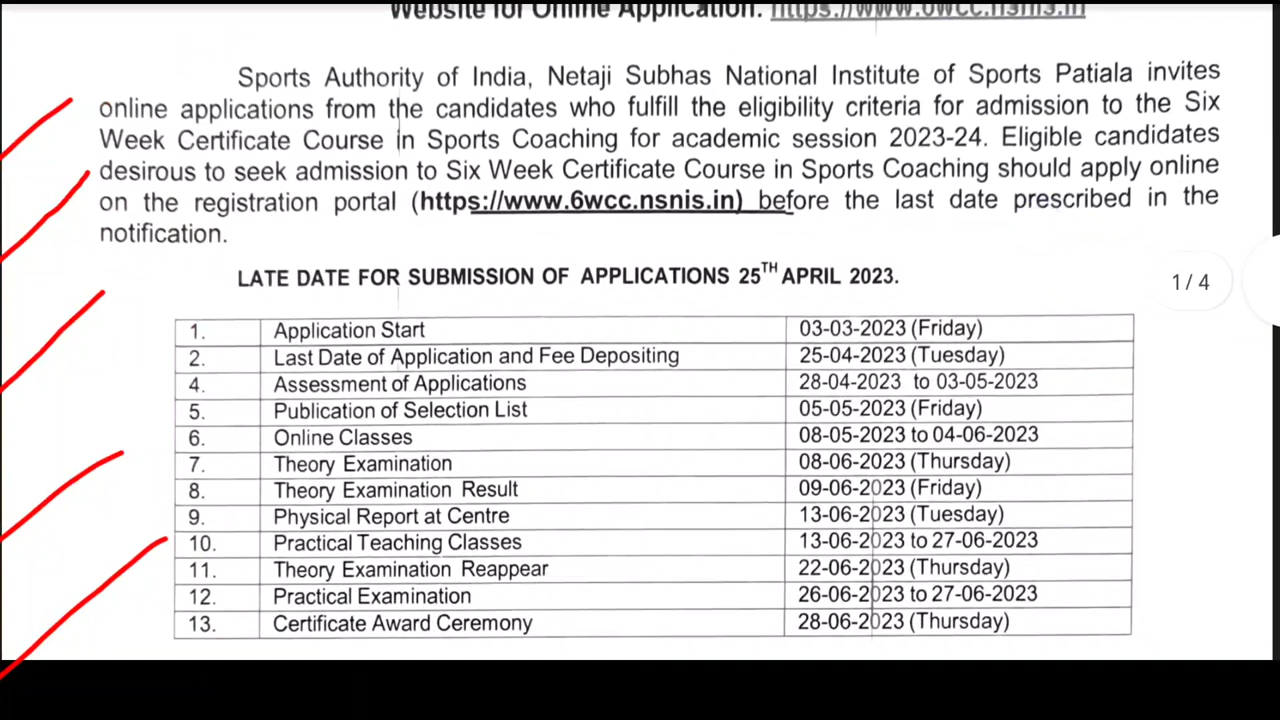 Website for Online Application. https://www.6wcc.nsnis.in
Sports Authority of India, Netaji Subhas National Institute of Sports Patiala invites
online applications from the candidates who fulfill the eligibility criteria for admission to the Six
Week Certificate Course in Sports Coaching for academic session 2023-24. Eligible candidates
desirous to seek admission to Six Week Certificate Course in Sports Coaching should apply online
on the registration portal (https://www.6wcc.nsnis.in) before the last date prescribed in the
notification.
LATE DATE FOR SUBMISSION OF APPLICATIONS 25TH APRIL 2023.
1/4
1. Application Start 03-03-2023 (Friday)
2. Last Date of Application and Fee Depositing 25-04-2023 (Tuesday)
4. Assessment of Applications 28-04-2023 to 03-05-2023
5. Publication of Selection List 05-05-2023 (Friday)
6. Online Classes 08-05-2023 to 04-06-2023
7. Theory Examination 08-06-2023 (Thursday)
8. Theory Examination Result 09-06-2023 (Friday)
9. Physical Report at Centre 13-06-2023 (Tuesday)
10. Practical Teaching Classes 13-06-2023 to 27-06-2023
11. Theory Examination Reappear 22-06-2023 (Thursday)
12. Practical Examination 26-06-2023 to 27-06-2023
13. Certificate Award Ceremony 28-06-2023 (Thursday)